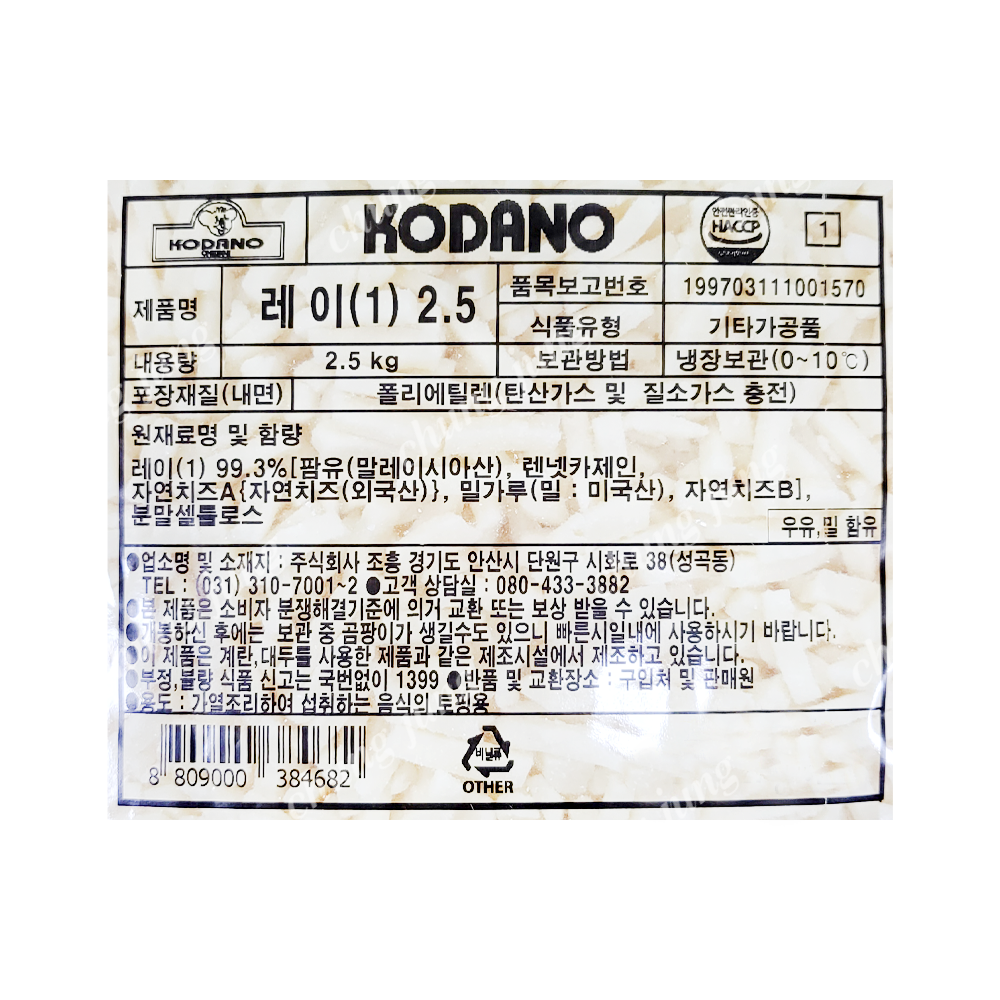 KODANO
KODANO
안전관리인증
HACCP
1
제품명
레이(1) 2.5
품목보고번호
199703111001570
식품유형
기타가공품
내용량
2.5 kg
보관방법
냉장보관(0~10℃)
포장재질(내면)
폴리에틸렌(탄산가스 및 질소가스 충전)
원재료명 및 함량
레이(1) 99.3%[팜유(말레이시아산), 렌넷카제인,
자연치즈A{자연치즈(외국산)}, 밀가루(밀 : 미국산), 자연치즈B],
분말셀룰로스
우유,밀 함유
●업소명 및 소재지 : 주식회사 조흥 경기도 안산시 단원구 시화로 38(성곡동)
TEL : (031) 310-7001~2 ●고객 상담실 : 080-433-3882
●본 제품은 소비자 분쟁해결기준에 의거 교환 또는 보상 받을 수 있습니다.
●개봉하신 후에는 보관 중 곰팡이가 생길수도 있으니 빠른시일내에 사용하시기 바랍니다.
●이 제품은 계란,대두를 사용한 제품과 같은 제조시설에서 제조하고 있습니다.
●부정,불량 식품 신고는 국번없이 1399 ●반품 및 교환장소 : 구입처 및 판매원
●용도 : 가열조리하여 섭취하는 음식의 토핑용
8 809000 384682
비닐류
OTHER
chung jung